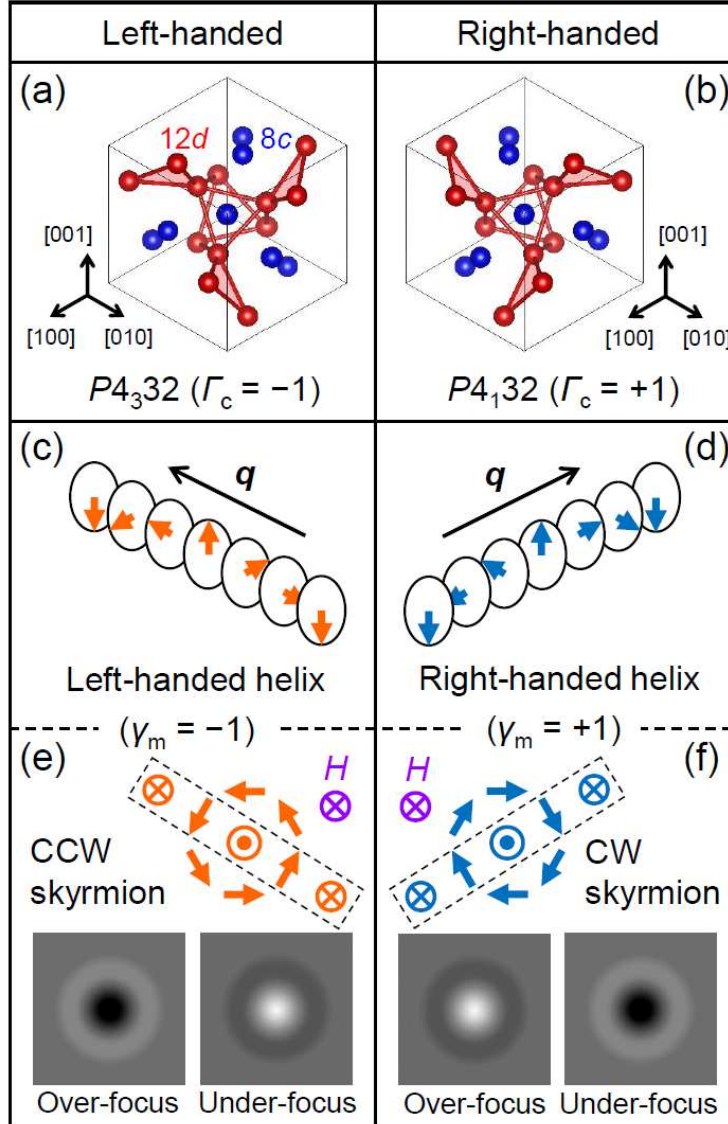 Left-handed
Right-handed
(a)
12d
8c
[001]
[100]
[010]
P4₃32 (Γc = −1)
(b)
[001]
[100]
[010]
P4₁32 (Γc = +1)
(c)
q
Left-handed helix
(d)
q
Right-handed helix
(γm = −1)
(γm = +1)
(e)
H
CCW
skyrmion
Over-focus
Under-focus
(f)
H
CW
skyrmion
Over-focus
Under-focus